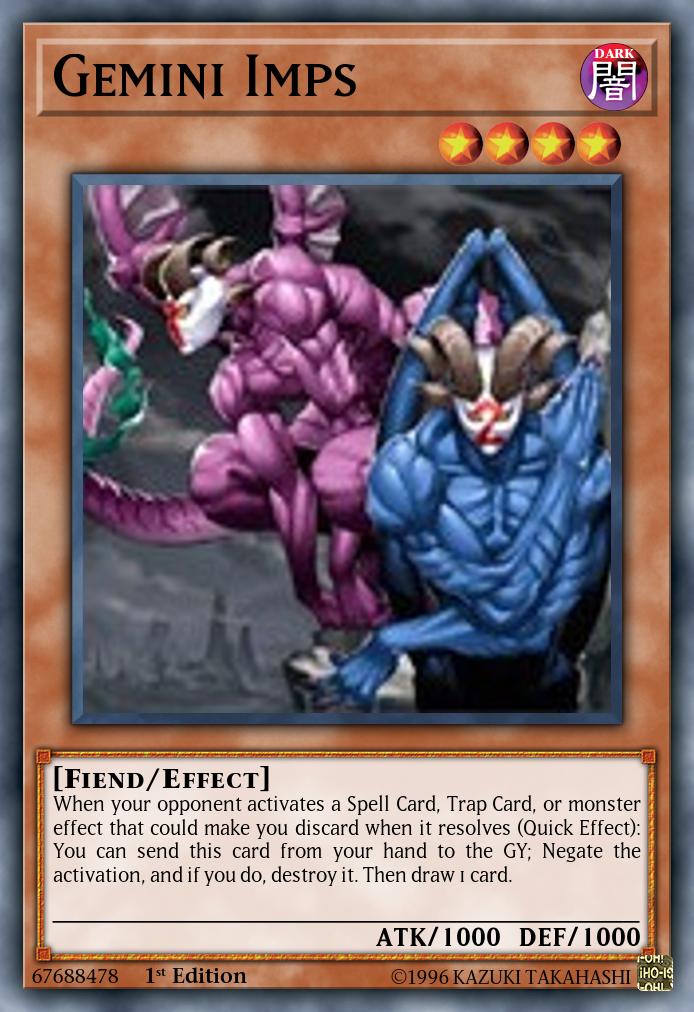 Gemini Imps
DARK
闇
2
[Fiend/Effect]
When your opponent activates a Spell Card, Trap Card, or monster
effect that could make you discard when it resolves (Quick Effect):
You can send this card from your hand to the GY; Negate the
activation, and if you do, destroy it. Then draw 1 card.
ATK/1000 DEF/1000
67688478 1st Edition ©1996 KAZUKI TAKAHASHI